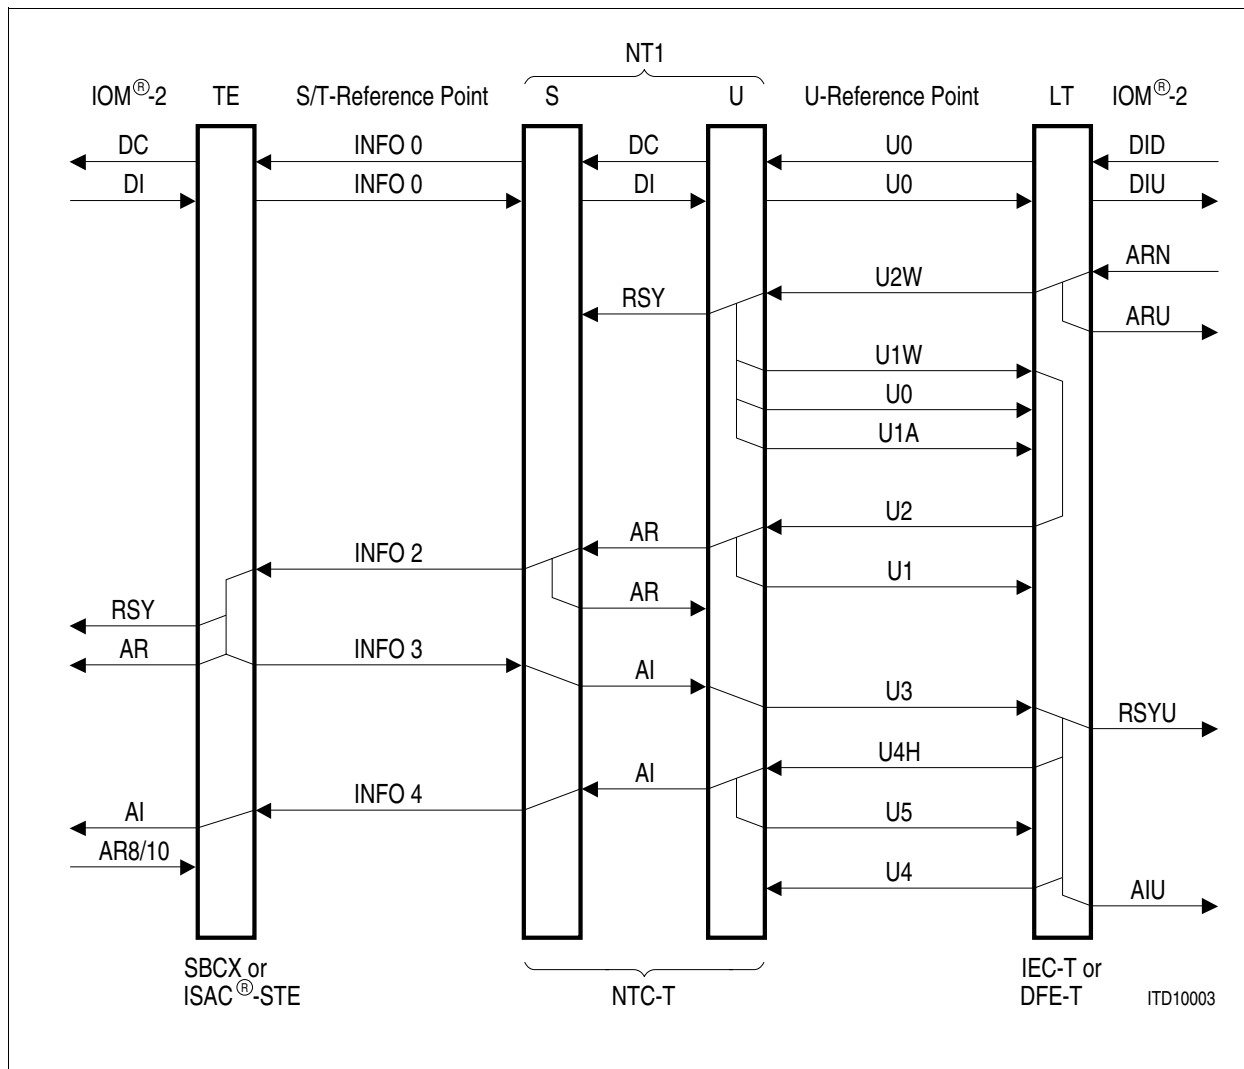 NT1
IOM®-2 TE S/T-Reference Point S U U-Reference Point LT IOM®-2
DC INFO 0 DC U0 DID
DI INFO 0 DI U0 DIU
ARN
U2W
RSY
ARU
U1W
U0
U1A
U2
AR
INFO 2
U1
AR
RSY
AR INFO 3
AI
U3
RSYU
U4H
AI
INFO 4
AI U5
AR8/10
U4
AIU
SBCX or
ISAC®-STE
NTC-T
IEC-T or
DFE-T
ITD10003